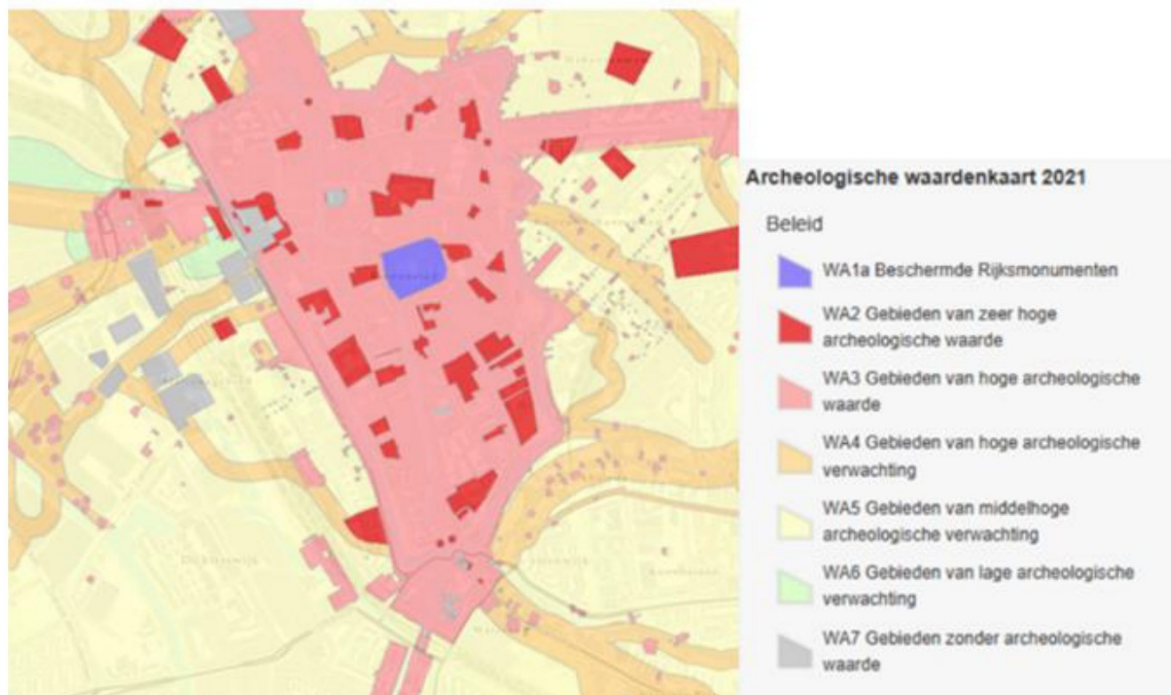 Archeologische waardenkaart 2021
Beleid
WA1a Beschermde Rijksmonumenten
WA2 Gebieden van zeer hoge
archeologische waarde
WA3 Gebieden van hoge archeologische
waarde
WA4 Gebieden van hoge archeologische
verwachting
WA5 Gebieden van middelhoge
archeologische verwachting
WA6 Gebieden van lage archeologische
verwachting
WA7 Gebieden zonder archeologische
waarde